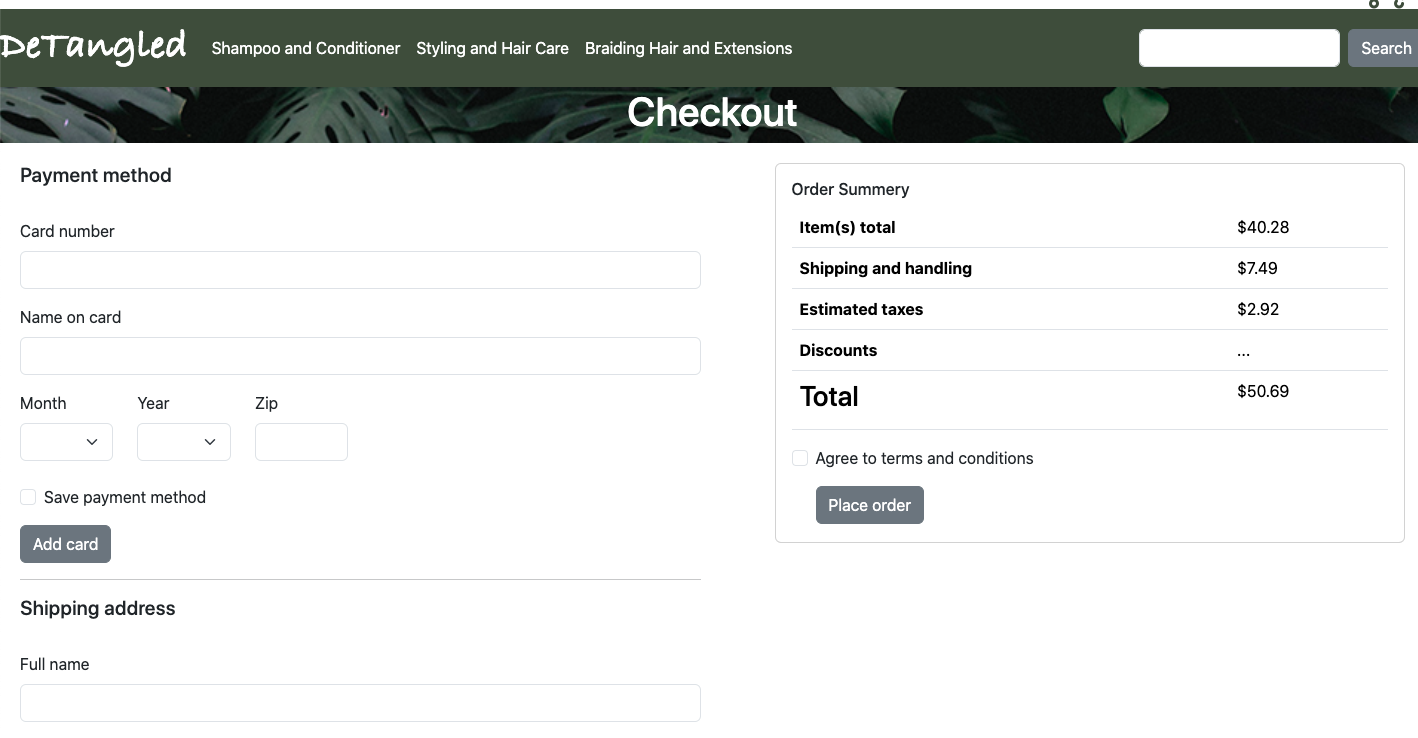 DeTangled Shampoo and Conditioner Styling and Hair Care Braiding Hair and Extensions Search
Checkout
Payment method
Card number
Name on card
Month Year Zip
Save payment method
Add card
Shipping address
Full name
Order Summery
Item(s) total $40.28
Shipping and handling $7.49
Estimated taxes $2.92
Discounts ...
Total $50.69
Agree to terms and conditions
Place order